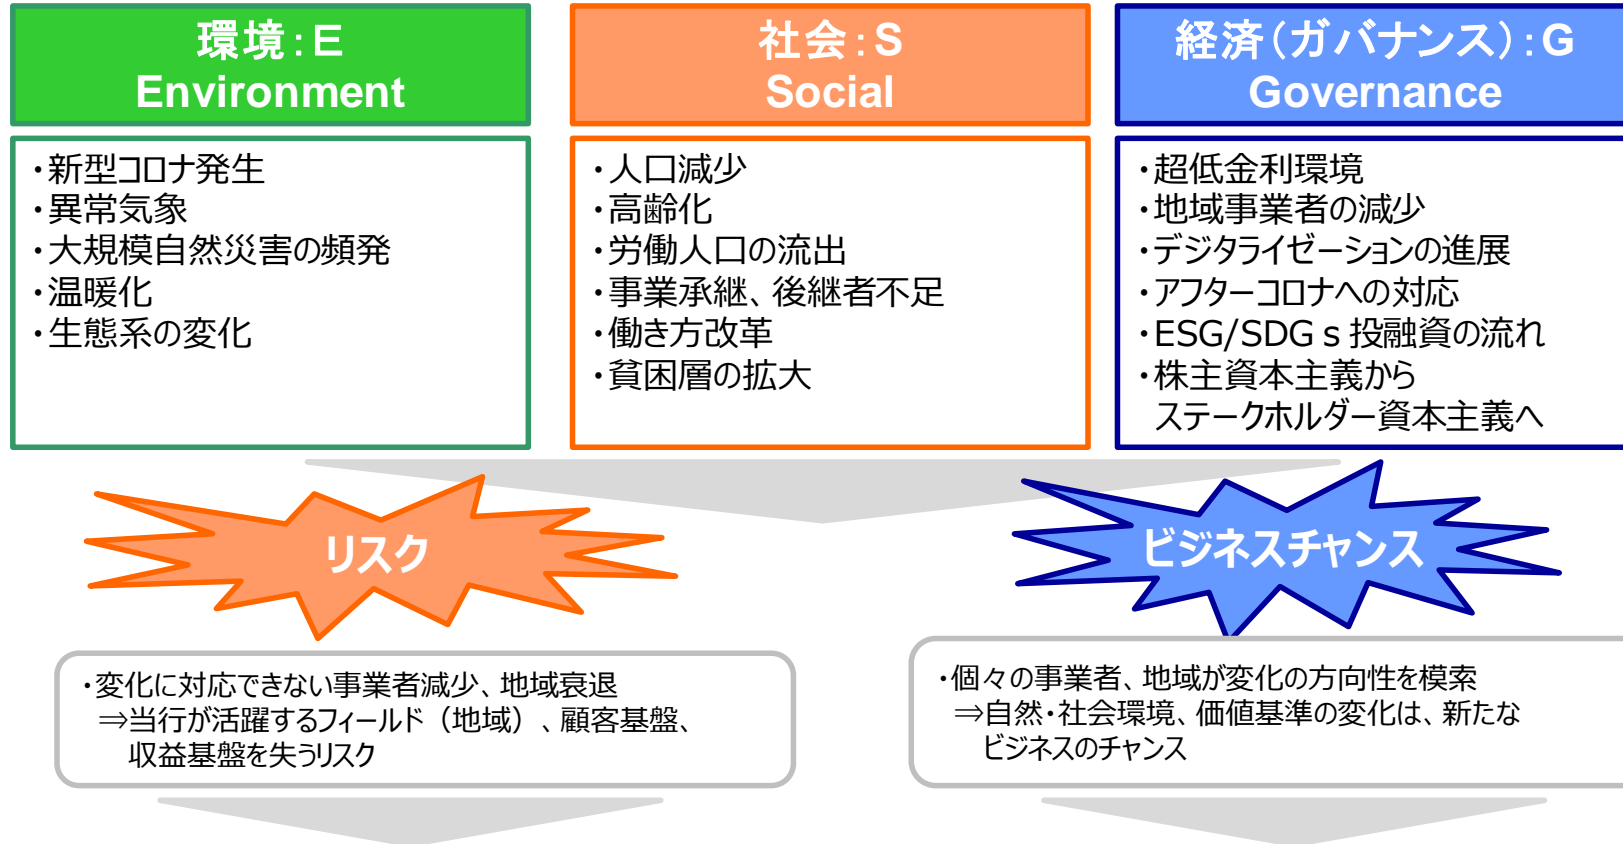 環境：E
Environment
・新型コロナ発生
・異常気象
・大規模自然災害の頻発
・温暖化
・生態系の変化
社会：S
Social
・人口減少
・高齢化
・労働人口の流出
・事業承継、後継者不足
・働き方改革
・貧困層の拡大
経済（ガバナンス）：G
Governance
・超低金利環境
・地域事業者の減少
・デジタライゼーションの進展
・アフターコロナへの対応
・ESG/SDGｓ投融資の流れ
・株主資本主義から
ステークホルダー資本主義へ
リスク
・変化に対応できない事業者減少、地域衰退
⇒当行が活躍するフィールド（地域）、顧客基盤、
収益基盤を失うリスク
ビジネスチャンス
・個々の事業者、地域が変化の方向性を模索
⇒自然・社会環境、価値基準の変化は、新たな
ビジネスのチャンス